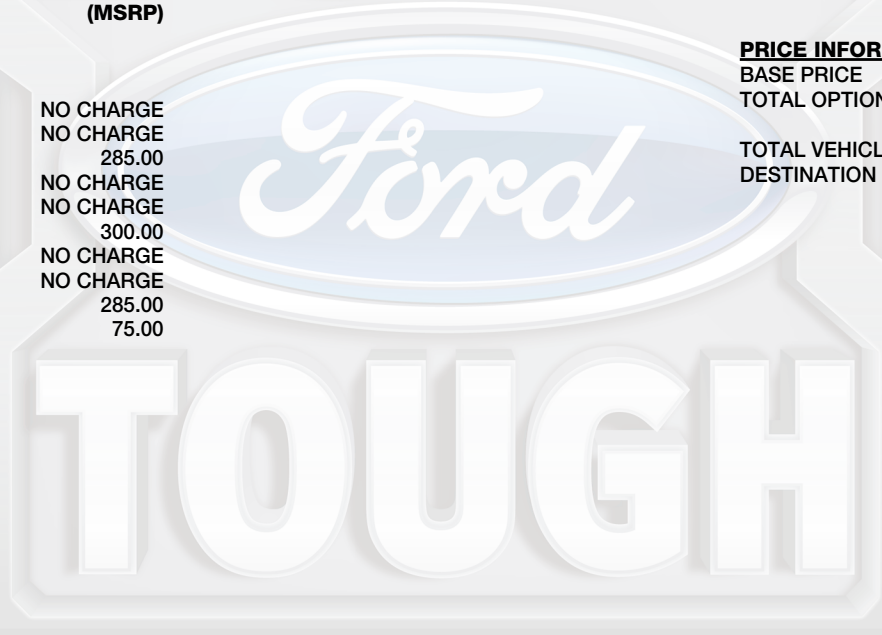 (MSRP)
NO CHARGE
NO CHARGE
285.00
NO CHARGE
NO CHARGE
300.00
NO CHARGE
NO CHARGE
285.00
75.00
PRICE INFOR
BASE PRICE
TOTAL OPTION
TOTAL VEHICL
DESTINATION
Ford
TOUGH